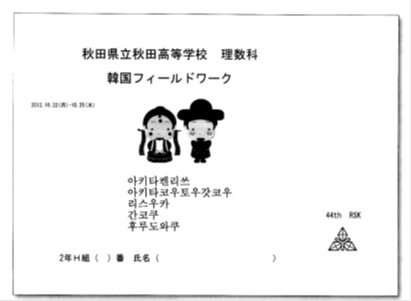 秋田県立秋田高等学校　理数科
韓国フィールドワーク
2012.10.22(月)-10.25(木)
아키타켄리쓰
아키타코우토우갓코우
리스우카
간코쿠
후루도와쿠
44th RSK
2年H組（ ）番 氏名（ ）